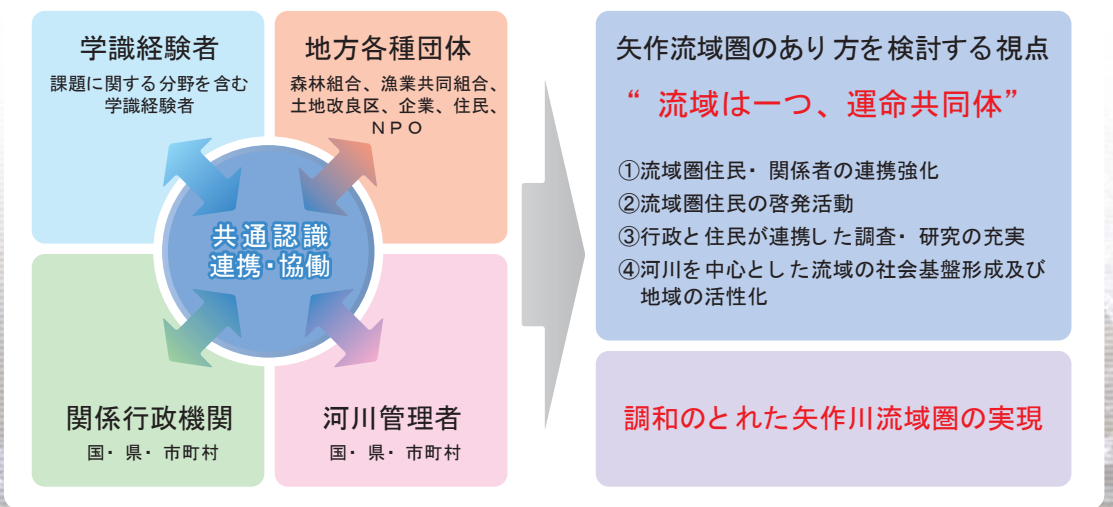 学識経験者
課題に関する分野を含む
学識経験者
地方各種団体
森林組合、漁業共同組合、
土地改良区、企業、住民、
NPO
共通認識
連携・協働
関係行政機関
国・県・市町村
河川管理者
国・県・市町村
矢作流域圏のあり方を検討する視点
“流域は一つ、運命共同体”
①流域圏住民・関係者の連携強化
②流域圏住民の啓発活動
③行政と住民が連携した調査・研究の充実
④河川を中心とした流域の社会基盤形成及び
地域の活性化
調和のとれた矢作川流域圏の実現